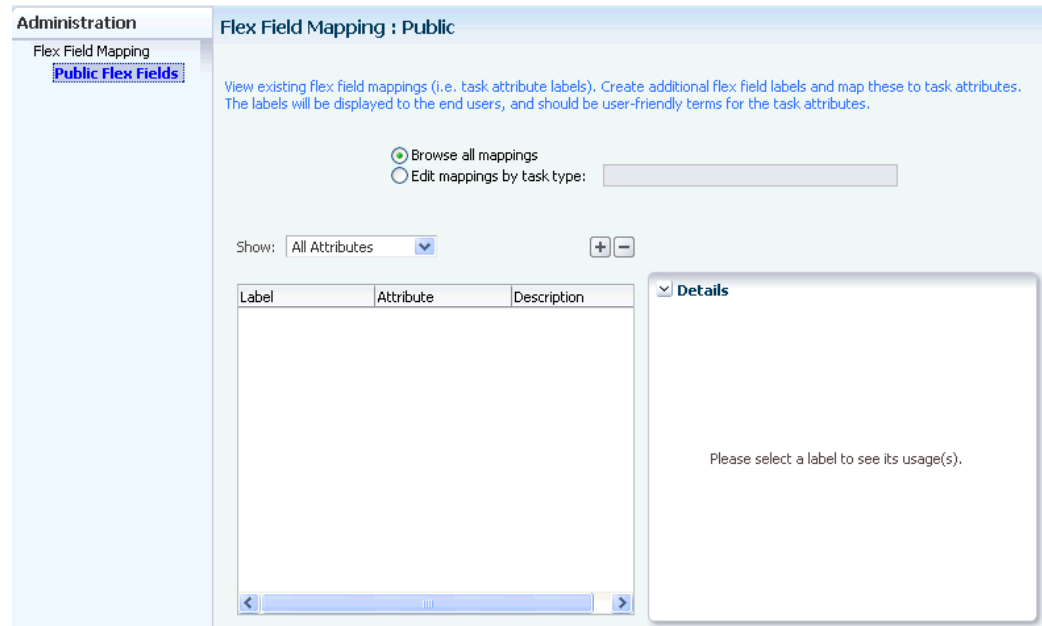 Administration
Flex Field Mapping
Public Flex Fields
Flex Field Mapping : Public
View existing flex field mappings (i.e. task attribute labels). Create additional flex field labels and map these to task attributes.
The labels will be displayed to the end users, and should be user-friendly terms for the task attributes.
Browse all mappings
Edit mappings by task type:
Show: All Attributes
Label Attribute Description
Details
Please select a label to see its usage(s).